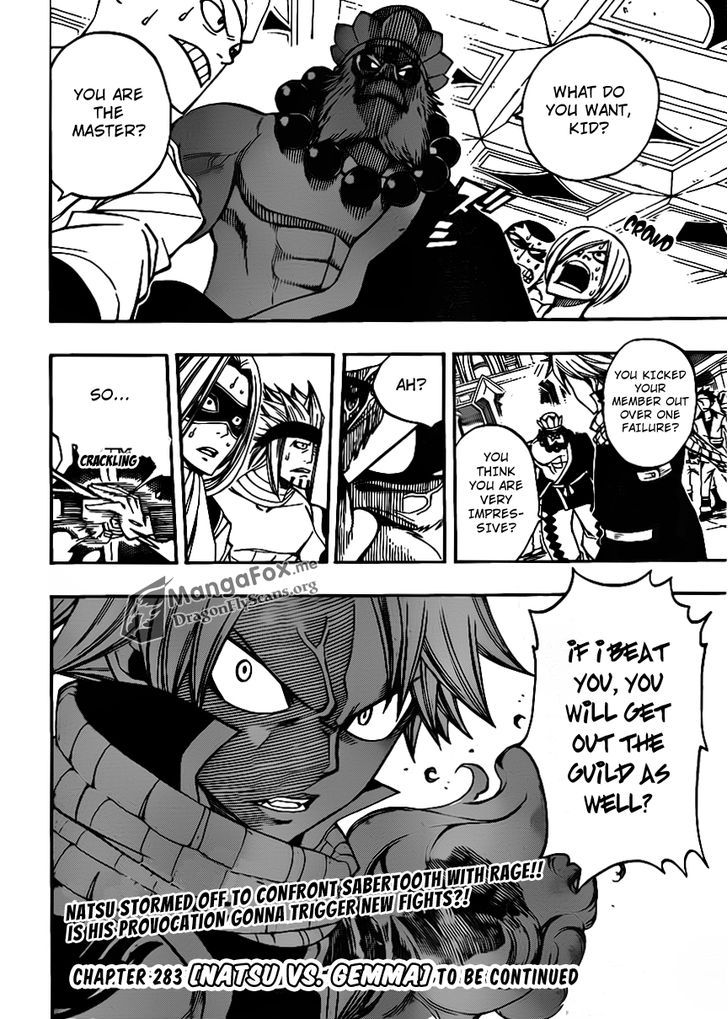 YOU ARE
THE
MASTER?
WHAT DO
YOU WANT,
KID?
CROWD
YOU KICKED
YOUR
MEMBER OUT
OVER ONE
FAILURE?
YOU
THINK
YOU ARE
VERY
IMPRES-
SIVE?
AH?
SO...
CRACKLING
MangaFox.me
DragonFlyScans.org
IF I BEAT
YOU, YOU
WILL GET
OUT THE
GUILD AS
WELL?
NATSU STORMED OFF TO CONFRONT SABERTOOTH WITH RAGE!!
IS HIS PROVOCATION GONNA TRIGGER NEW FIGHTS?!
CHAPTER 283 [NATSU VS. GEMMA] TO BE CONTINUED